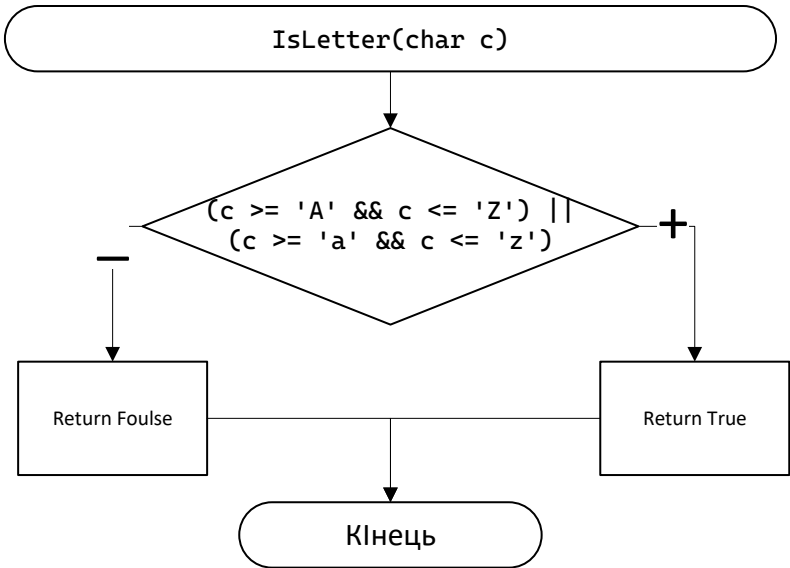 IsLetter(char c)
(c >= 'A' && c <= 'Z') ||
(c >= 'a' && c <= 'z')
+
−
Return Foulse
Return True
КІнець